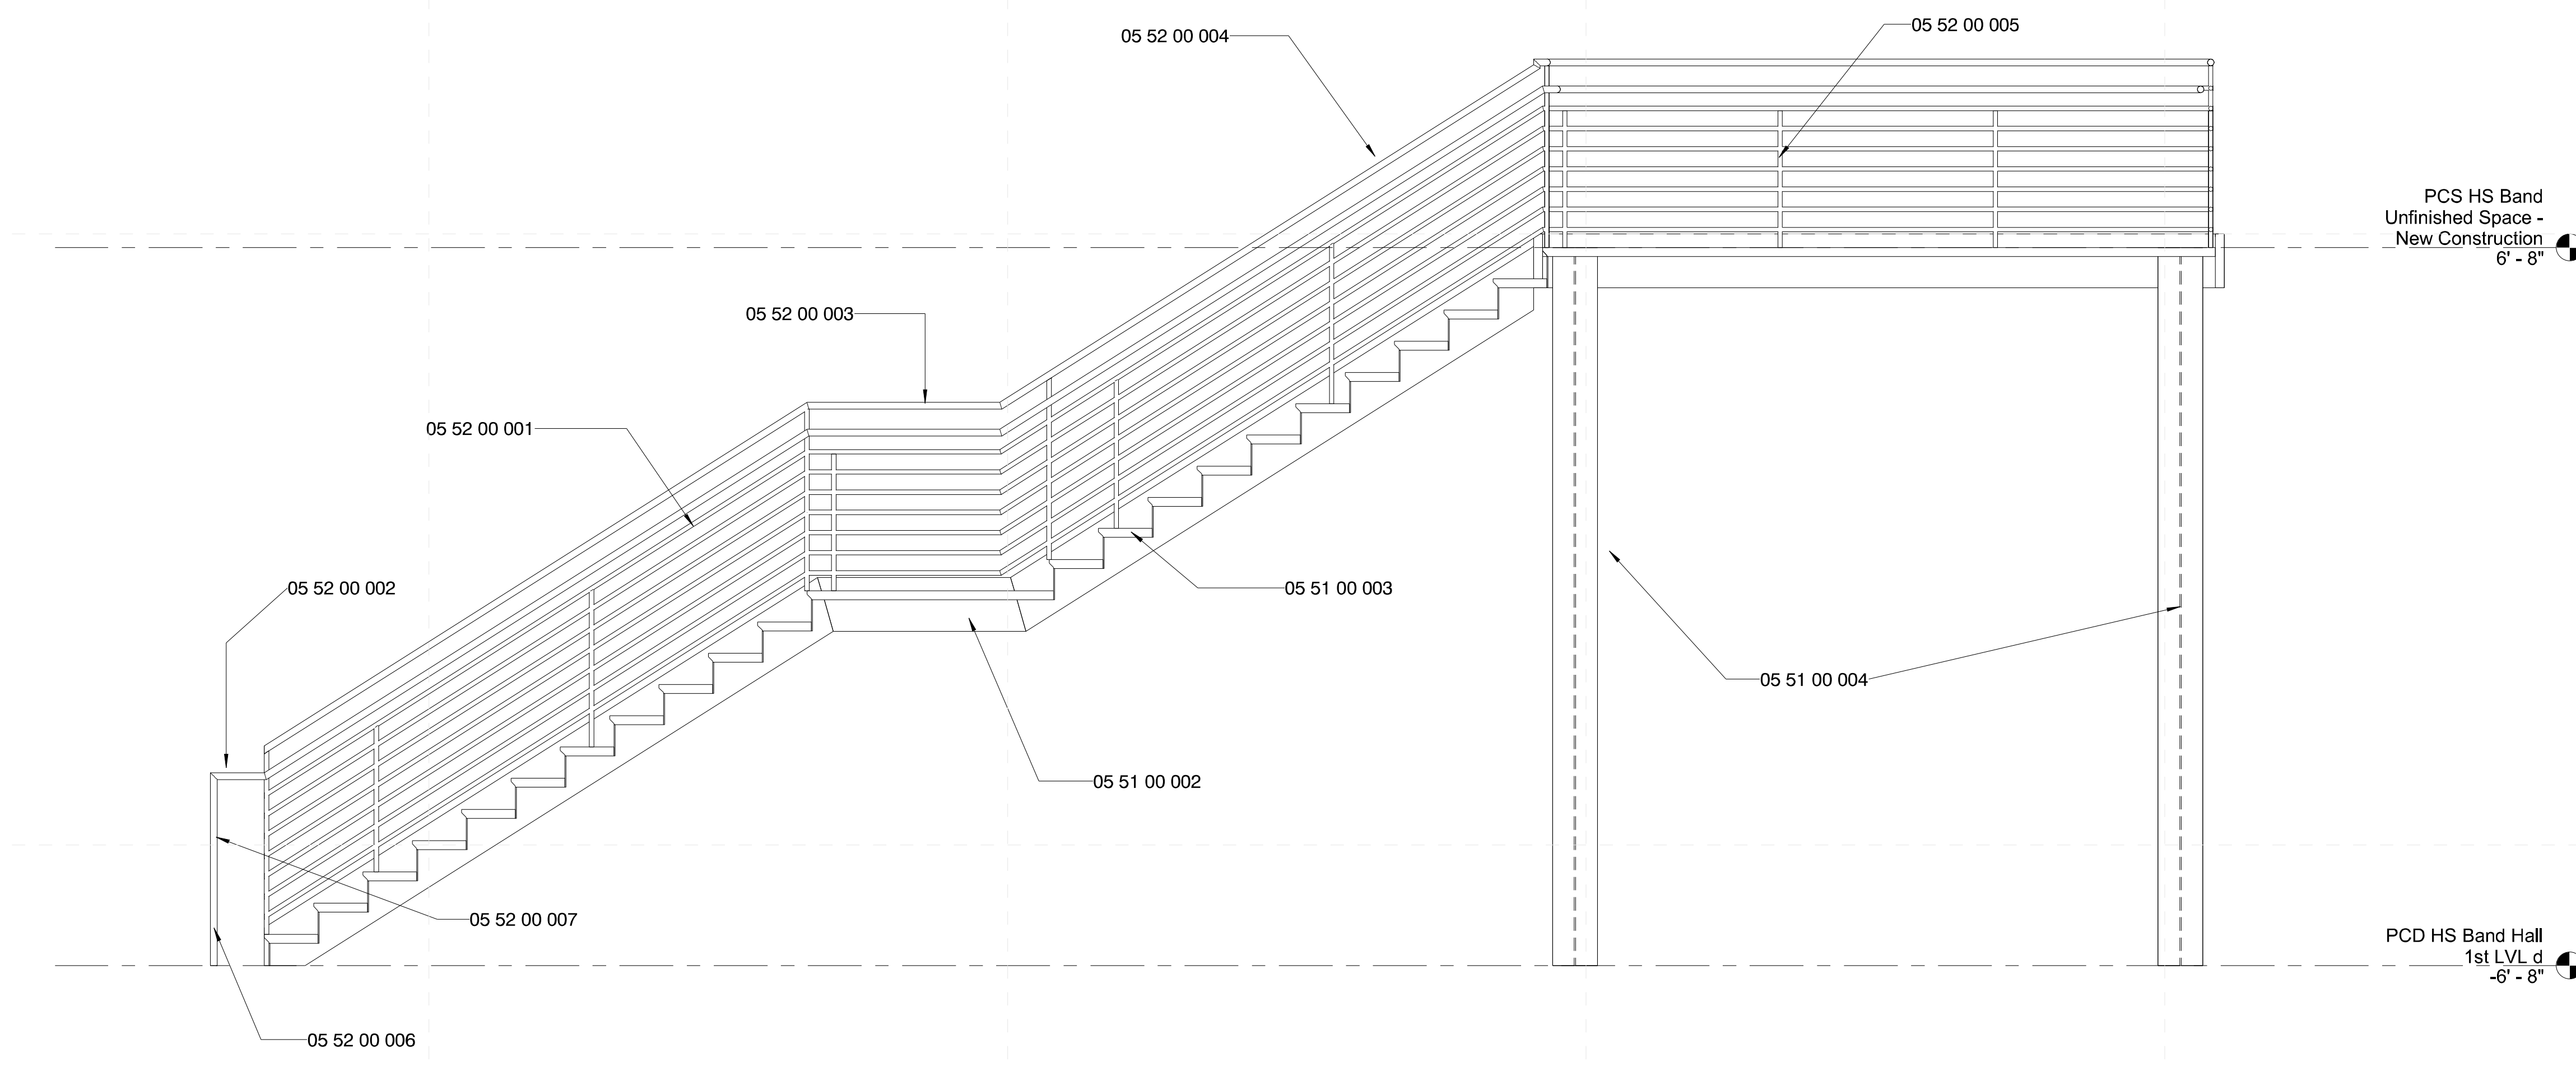 05 52 00 005
05 52 00 004
PCS HS Band
Unfinished Space -
New Construction
6' - 8"
05 52 00 003
05 52 00 001
05 52 00 002
05 51 00 003
05 51 00 004
05 51 00 002
05 52 00 007
PCD HS Band Hall
1st LVL d
-6' - 8"
05 52 00 006